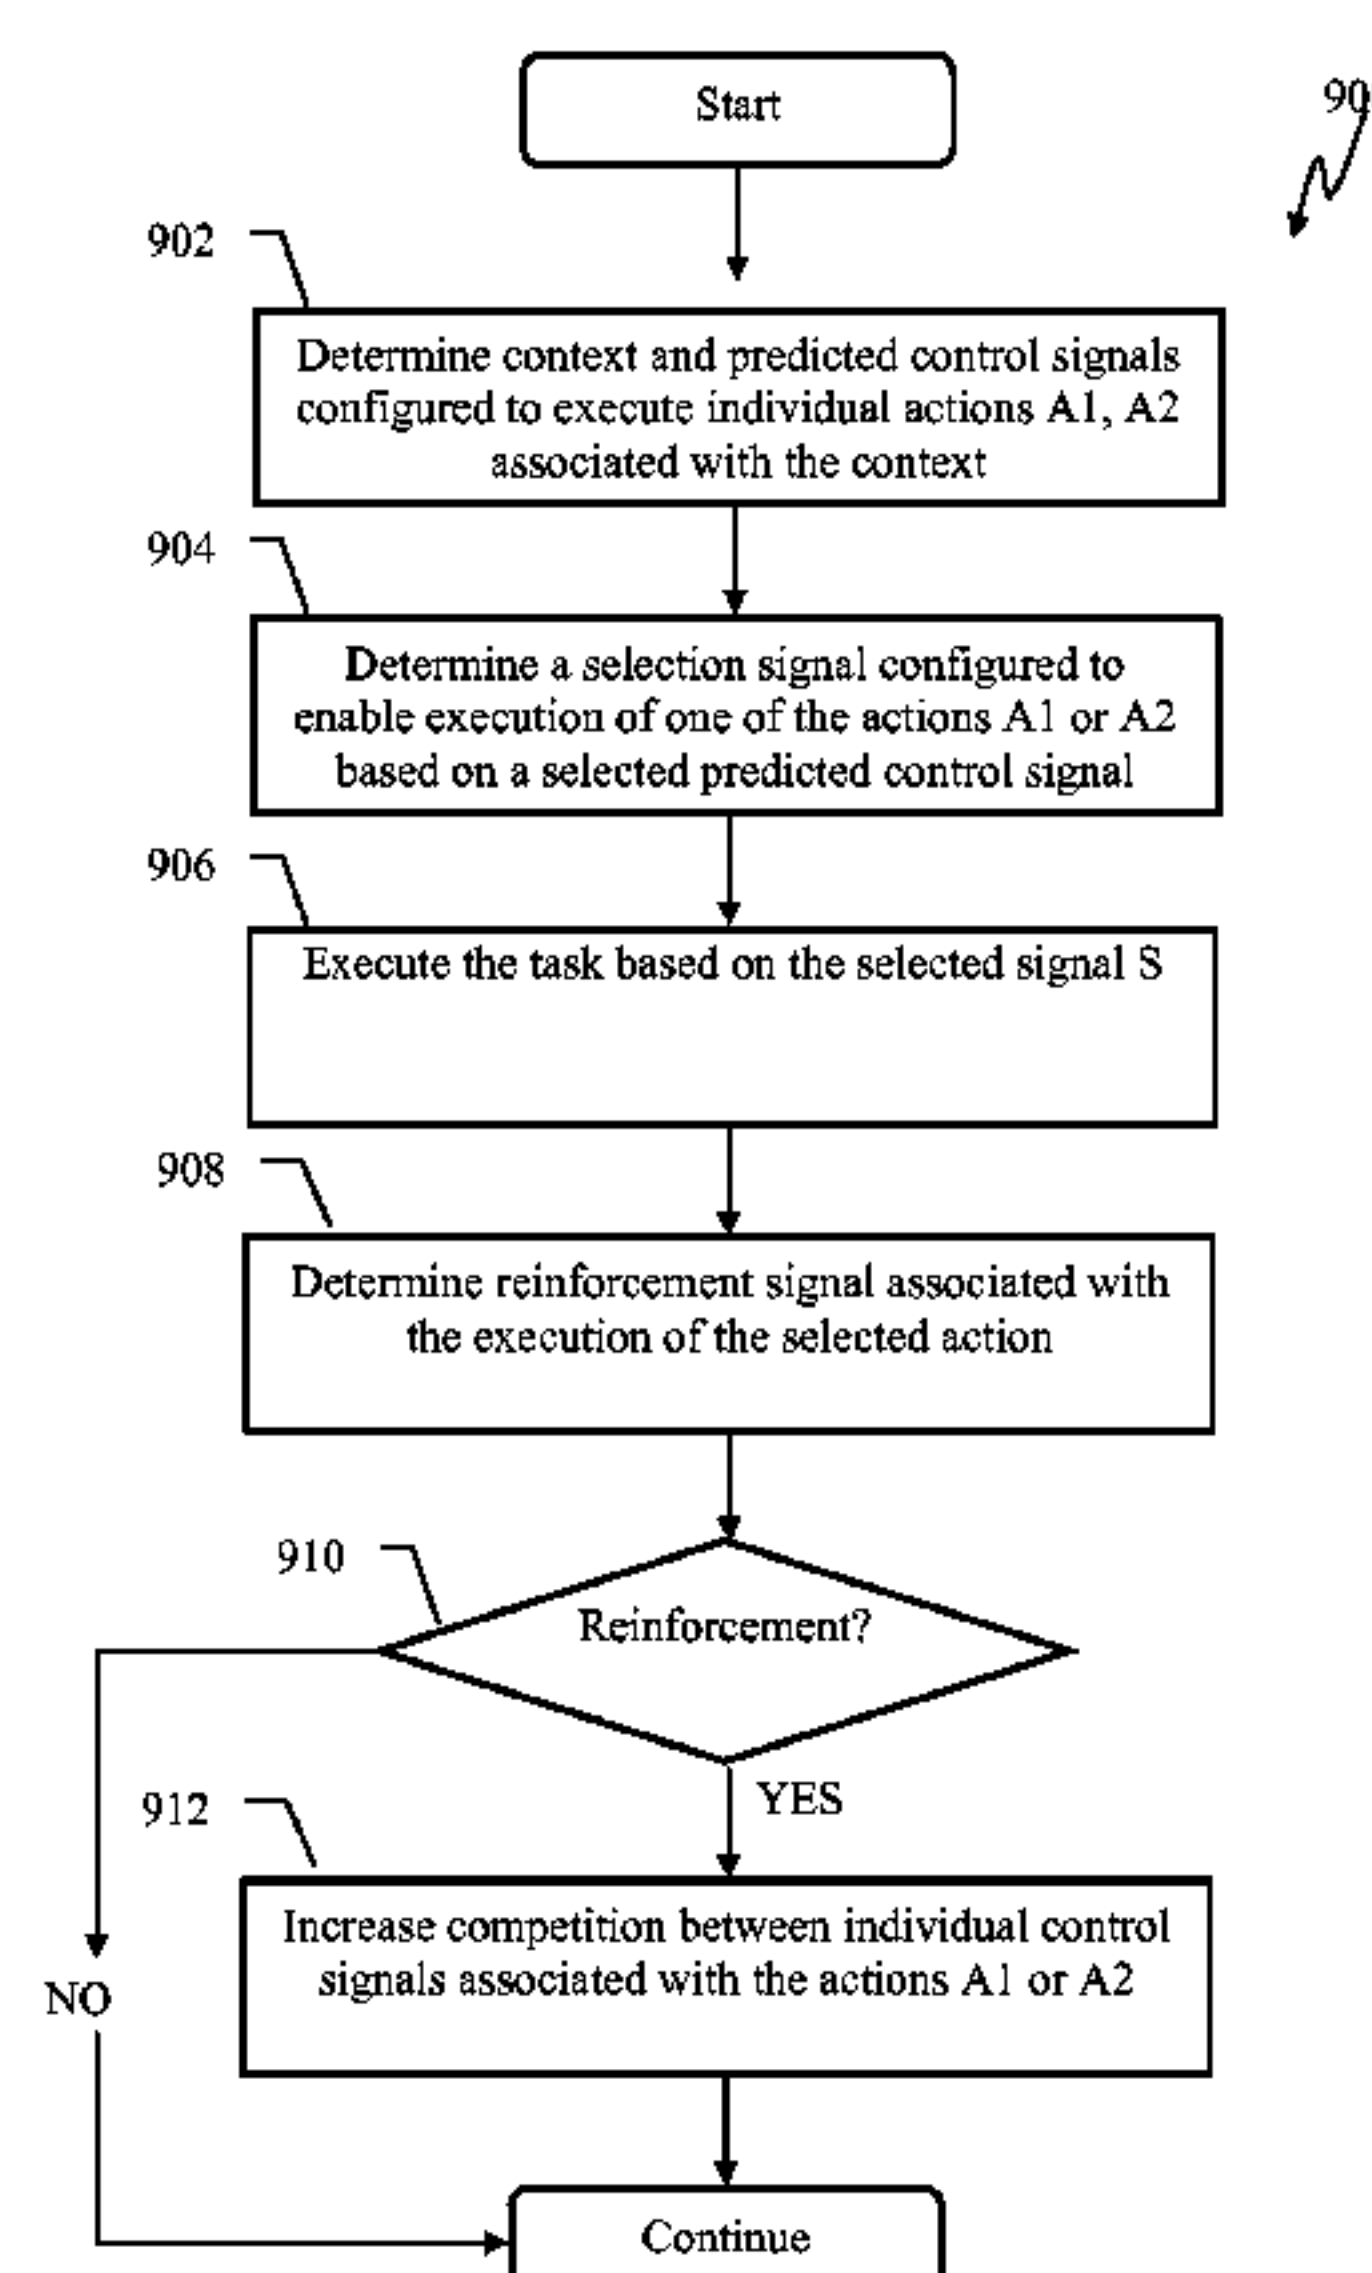 Start
90
902
Determine context and predicted control signals
configured to execute individual actions A1, A2
associated with the context
904
Determine a selection signal configured to
enable execution of one of the actions A1 or A2
based on a selected predicted control signal
906
Execute the task based on the selected signal S
908
Determine reinforcement signal associated with
the execution of the selected action
910
Reinforcement?
YES
912
Increase competition between individual control
signals associated with the actions A1 or A2
NO
Continue